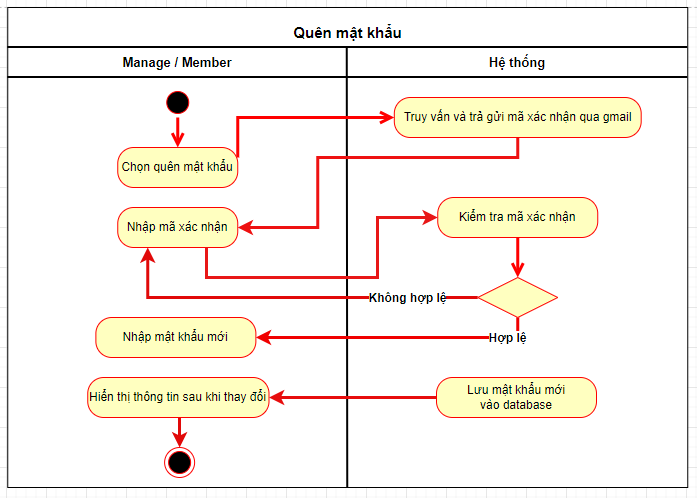 Quên mật khẩu
Manage / Member
Hệ thống
Truy vấn và trả gửi mã xác nhận qua gmail
Chọn quên mật khẩu
Nhập mã xác nhận
Kiểm tra mã xác nhận
Không hợp lệ
Hợp lệ
Nhập mật khẩu mới
Hiển thị thông tin sau khi thay đổi
Lưu mật khẩu mới
vào database